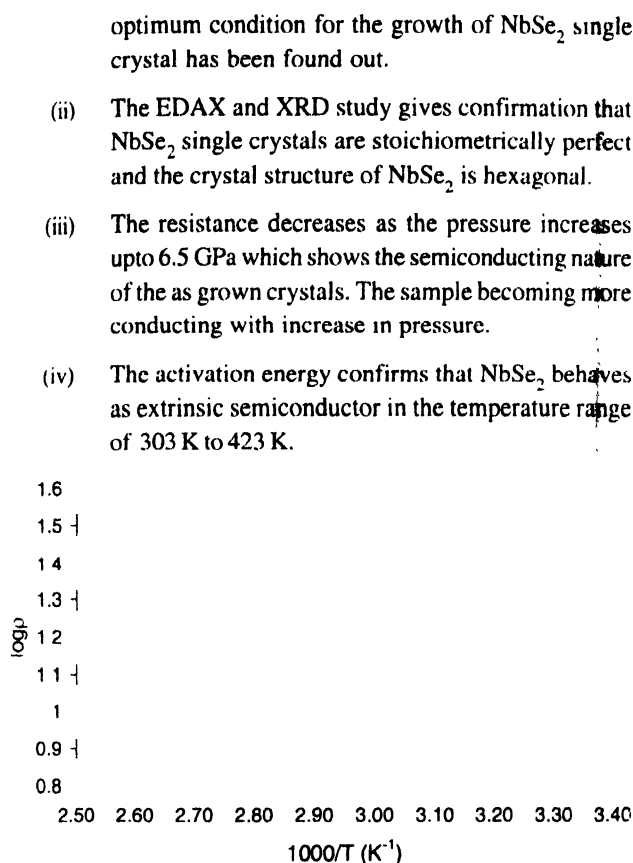 optimum condition for the growth of NbSe₂ single
crystal has been found out.
(ii) The EDAX and XRD study gives confirmation that
NbSe₂ single crystals are stoichiometrically perfect
and the crystal structure of NbSe₂ is hexagonal.
(iii) The resistance decreases as the pressure increases
upto 6.5 GPa which shows the semiconducting nature
of the as grown crystals. The sample becoming more
conducting with increase in pressure.
(iv) The activation energy confirms that NbSe₂ behaves
as extrinsic semiconductor in the temperature range
of 303 K to 423 K.
1.6
1.5
1 4
1.3
logρ
1 2
1 1
1
0.9
0.8
2.50 2.60 2.70 2.80 2.90 3.00 3.10 3.20 3.30 3.40
1000/T (K⁻¹)